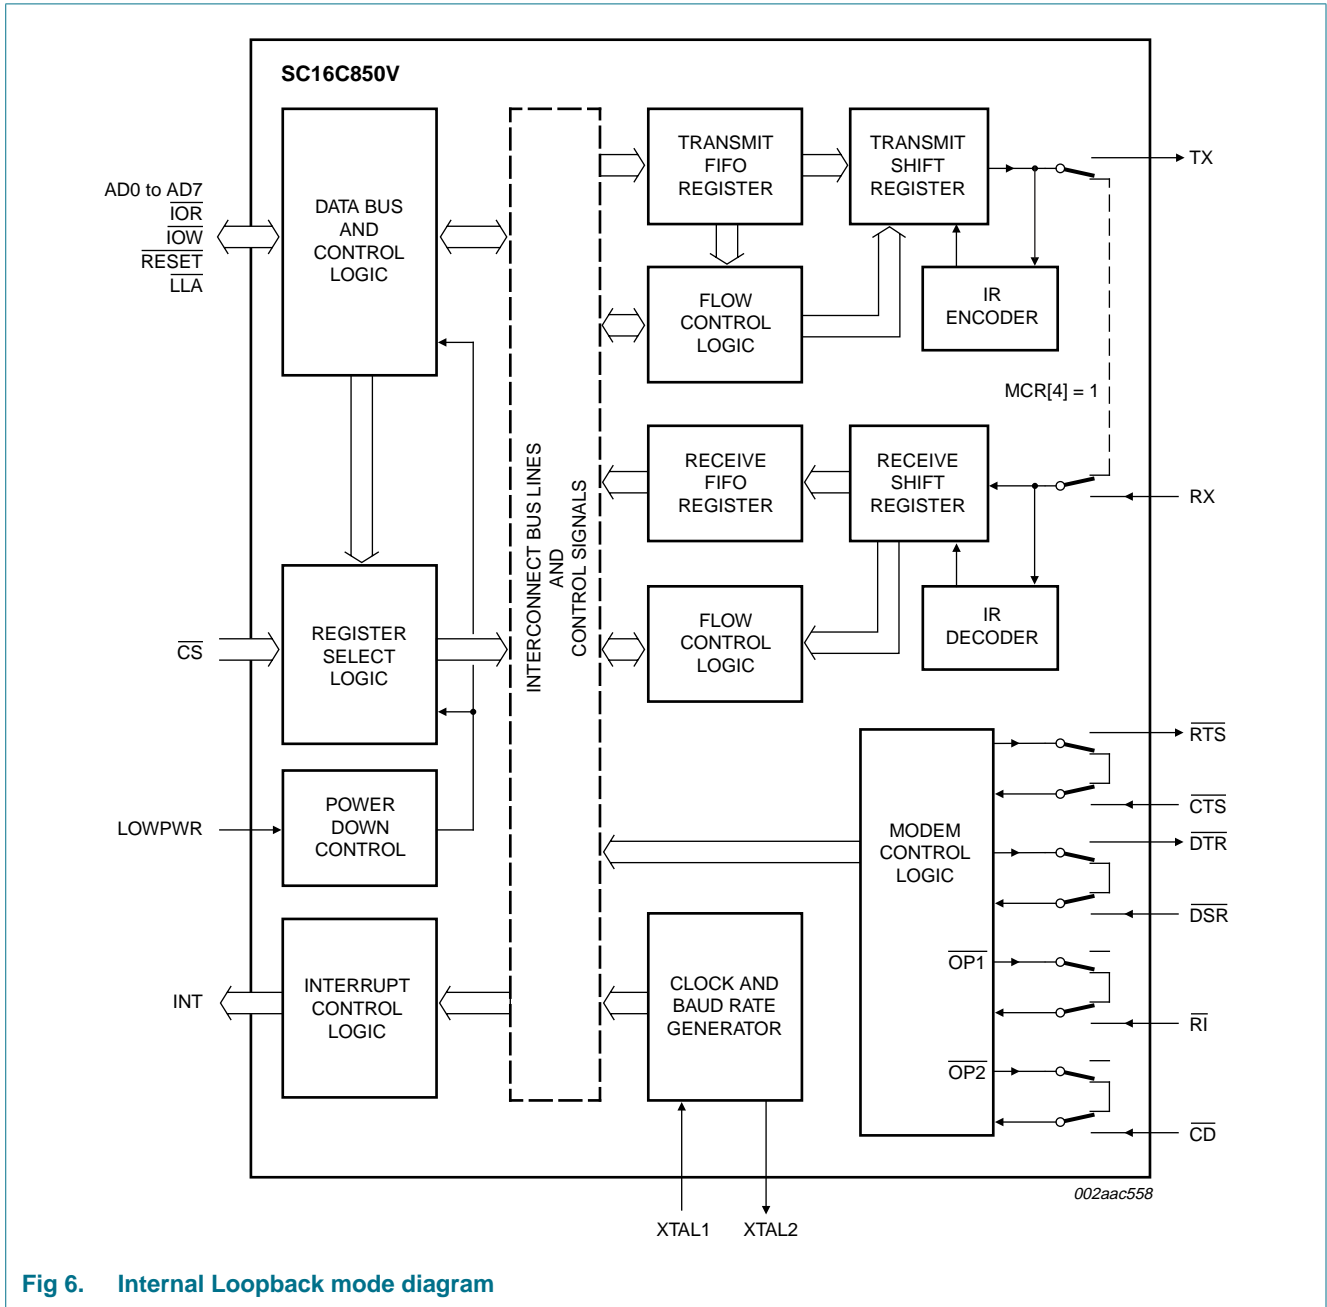 SC16C850V
AD0 to AD7
IOR
IOW
RESET
LLA
DATA BUS
AND
CONTROL
LOGIC
TRANSMIT
FIFO
REGISTER
TRANSMIT
SHIFT
REGISTER
TX
FLOW
CONTROL
LOGIC
IR
ENCODER
MCR[4] = 1
INTERCONNECT BUS LINES
AND
CONTROL SIGNALS
RECEIVE
FIFO
REGISTER
RECEIVE
SHIFT
REGISTER
RX
CS
REGISTER
SELECT
LOGIC
FLOW
CONTROL
LOGIC
IR
DECODER
LOWPWR
POWER
DOWN
CONTROL
MODEM
CONTROL
LOGIC
RTS
CTS
DTR
DSR
OP1
RI
OP2
CD
INT
INTERRUPT
CONTROL
LOGIC
CLOCK AND
BAUD RATE
GENERATOR
XTAL1
XTAL2
002aac558
Fig 6. Internal Loopback mode diagram